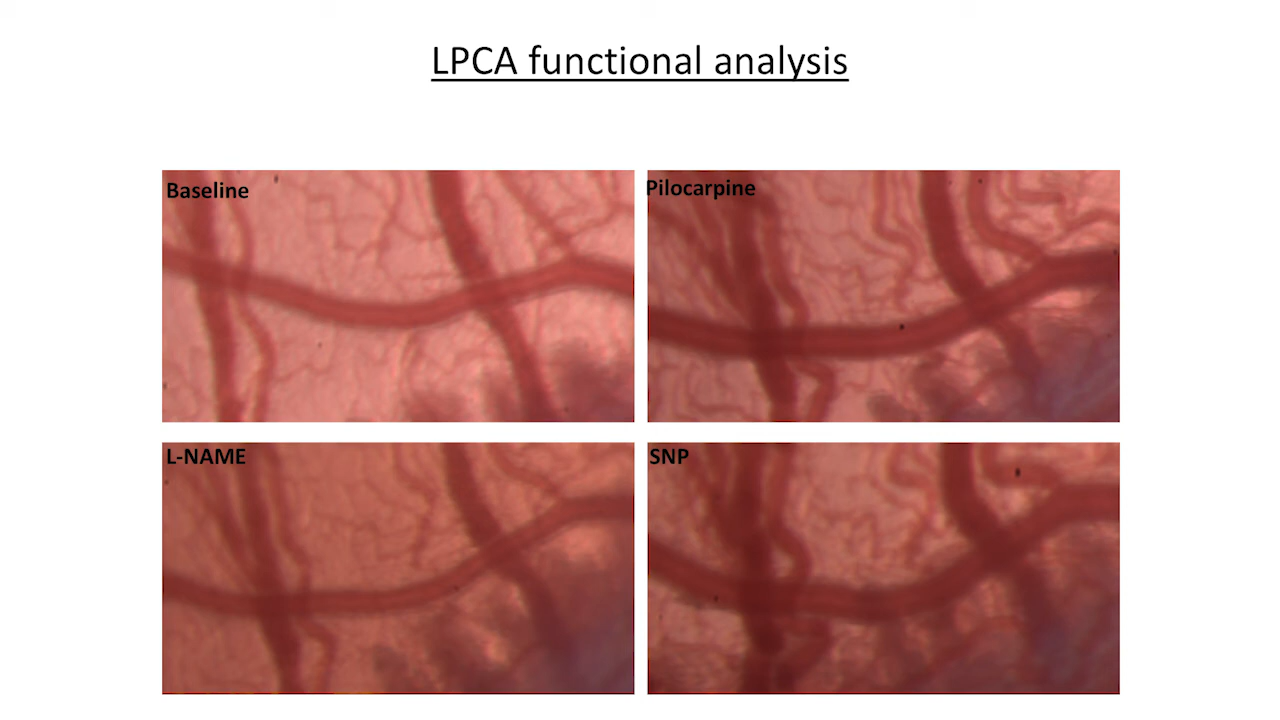 LPCA functional analysis
Baseline
Pilocarpine
L-NAME
SNP